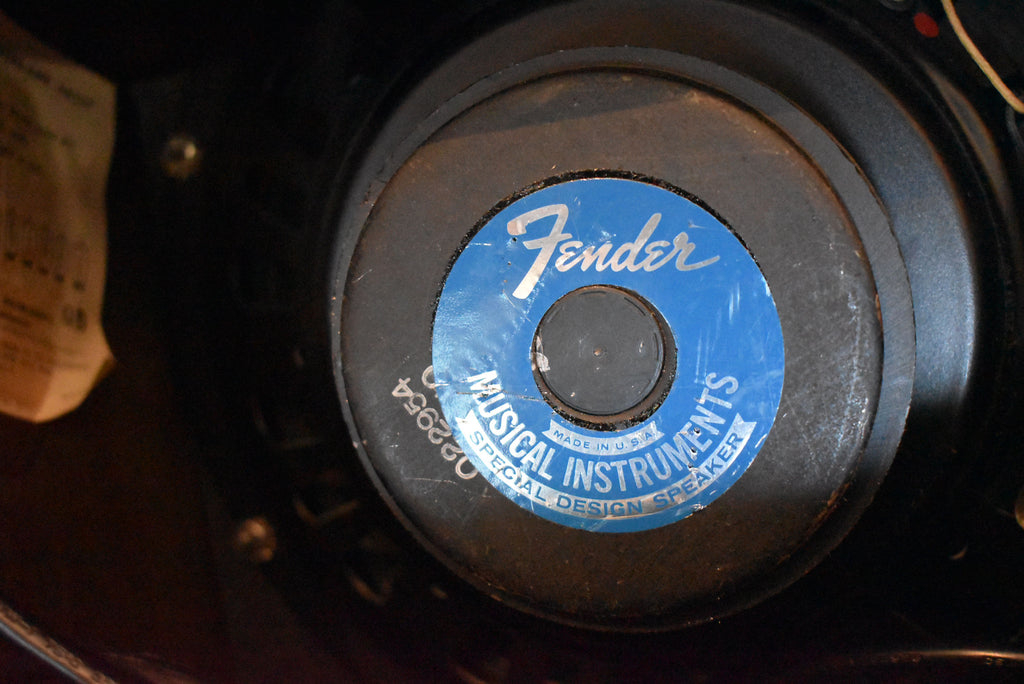 Fender
MADE IN U.S.A.
MUSICAL INSTRUMENTS
SPECIAL DESIGN SPEAKER
022954